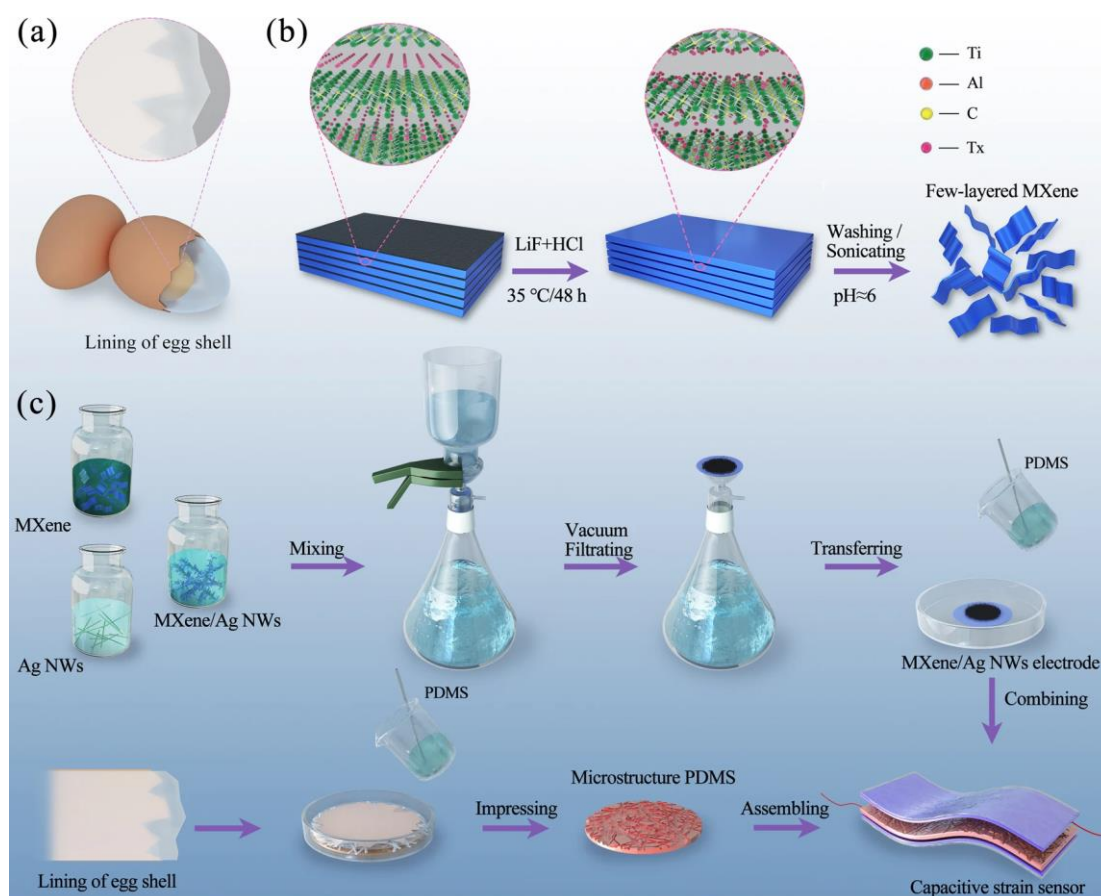 (a)
Lining of egg shell
(b)
LiF+HCl
35 ℃/48 h
Washing /
Sonicating
pH≈6
— Ti
— Al
— C
— Tx
Few-layered MXene
(c)
MXene
Ag NWs
MXene/Ag NWs
Mixing
Vacuum
Filtrating
Transferring
PDMS
MXene/Ag NWs electrode
Combining
Lining of egg shell
PDMS
Impressing
Microstructure PDMS
Assembling
Capacitive strain sensor